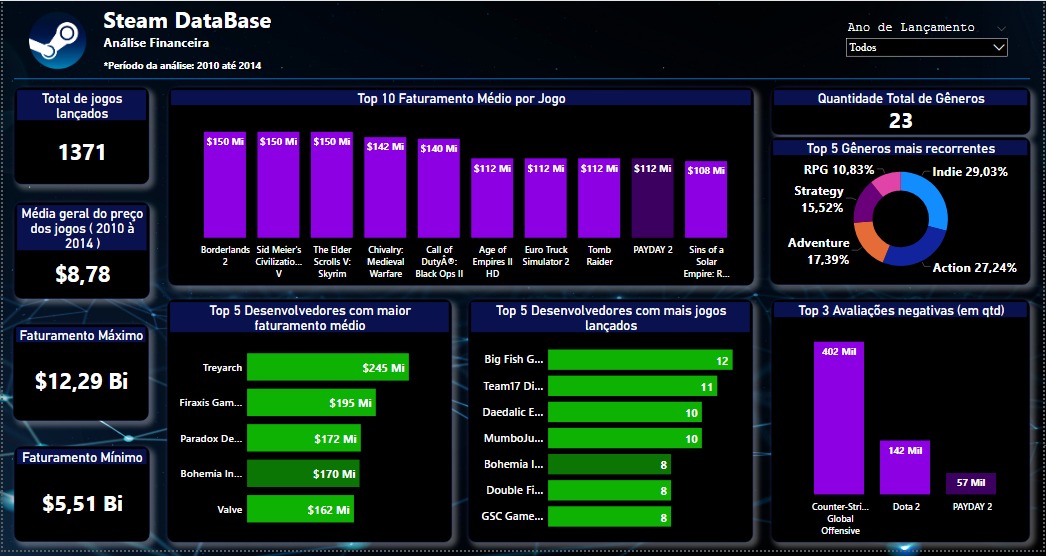 Steam DataBase
Análise Financeira
*Período da análise: 2010 até 2014
Ano de Lançamento
Todos
Total de jogos
lançados
1371
Média geral do preço
dos jogos ( 2010 à
2014 )
$8,78
Faturamento Máximo
$12,29 Bi
Faturamento Mínimo
$5,51 Bi
Top 10 Faturamento Médio por Jogo
$150 Mi
$150 Mi
$150 Mi
$142 Mi
$140 Mi
$112 Mi
$112 Mi
$112 Mi
$112 Mi
$108 Mi
Borderlands
2
Sid Meier's
Civilizatio...
V
The Elder
Scrolls V:
Skyrim
Chivalry:
Medieval
Warfare
Call of
DutyÂ®:
Black Ops II
Age of
Empires II
HD
Euro Truck
Simulator 2
Tomb
Raider
PAYDAY 2
Sins of a
Solar
Empire: R...
Quantidade Total de Gêneros
23
Top 5 Gêneros mais recorrentes
RPG 10,83%
Indie 29,03%
Strategy
15,52%
Adventure
17,39%
Action 27,24%
Top 5 Desenvolvedores com maior
faturamento médio
Treyarch $245 Mi
Firaxis Gam... $195 Mi
Paradox De... $172 Mi
Bohemia In... $170 Mi
Valve $162 Mi
Top 5 Desenvolvedores com mais jogos
lançados
Big Fish G... 12
Team17 Di... 11
Daedalic E... 10
MumboJu... 10
Bohemia I... 8
Double Fi... 8
GSC Game... 8
Top 3 Avaliações negativas (em qtd)
402 Mil
142 Mil
57 Mil
Counter-Stri...
Global
Offensive
Dota 2
PAYDAY 2